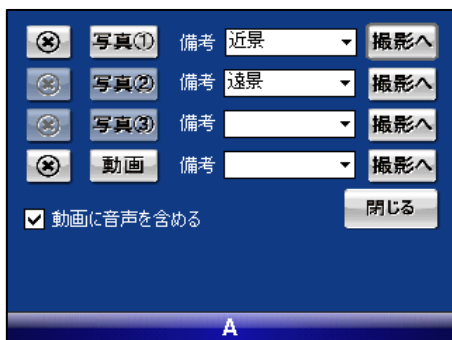 写真① 備考 近景 撮影へ
写真② 備考 遠景 撮影へ
写真③ 備考 撮影へ
動画 備考 撮影へ
動画に音声を含める 閉じる
A